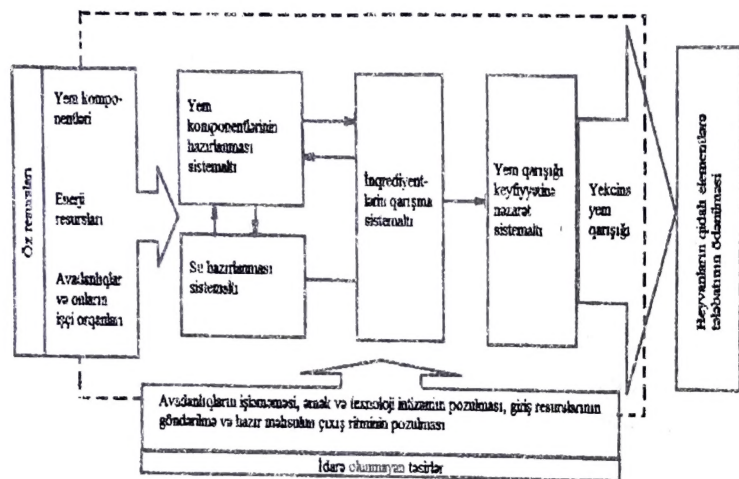 Yem kompo-
nentləri
Enerji
resursları
Avadanlıqlar
və onların
işçi orqanları
Yem
komponentlərinin
hazırlanması
sistemaltı
Su hazırlanması
sistemaltı
İnqrediyent-
lərin qarışma
sistemaltı
Yem qarışığı
keyfiyyətinə
nəzarət
sistemaltı
Yekcins
yem
qarışığı
Heyvanların qidalı elementlərə
tələbatının ödənilməsi
Avadanlıqların işləməməsi, əmək və texnoloji intizamın pozulması, giriş resurslarının
göndərilmə və hazır məhsulun çıxış ritminin pozulması
İdarə olunmayan təsirlər